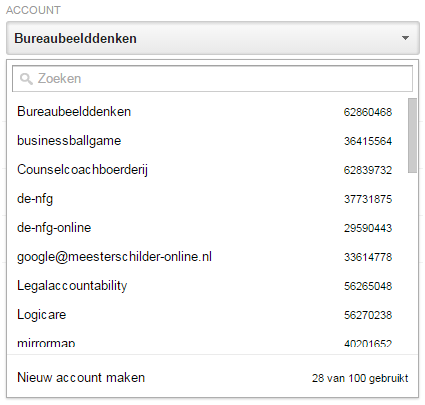 ACCOUNT
Bureaubeelddenken
Zoeken
Bureaubeelddenken 62860468
businessballgame 36415564
Counselcoachboerderij 62839732
de-nfg 37731875
de-nfg-online 29590443
google@meesterschilder-online.nl 33614778
Legalaccountability 56265048
Logicare 56270238
mirrormap 40201652
Nieuw account maken 28 van 100 gebruikt